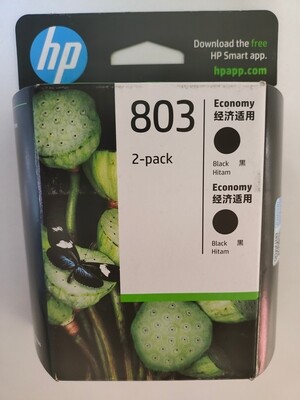 hp
Download the free
HP Smart app.
hpapp.com
803
2-pack
Economy
经济适用
Black 黑
Hitam
Economy
经济适用
Black 黑
Hitam